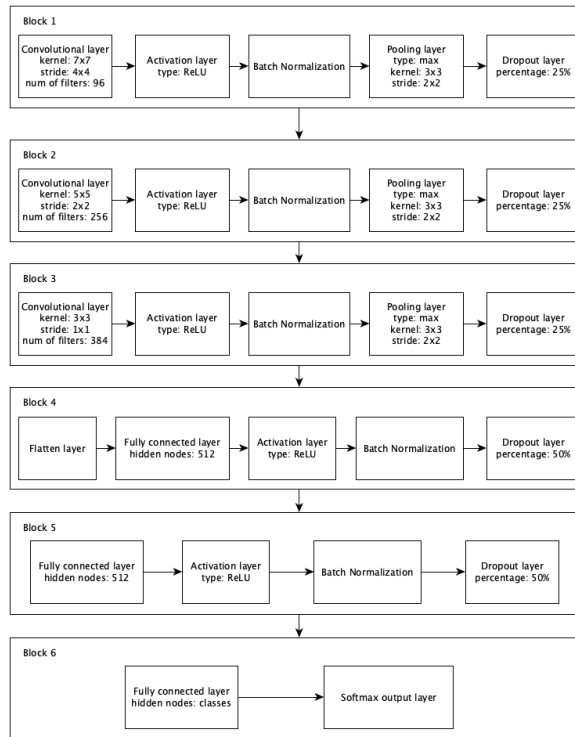 Block 1
Convolutional layer
kernel: 7x7
stride: 4x4
num of filters: 96
Activation layer
type: ReLU
Batch Normalization
Pooling layer
type: max
kernel: 3x3
stride: 2x2
Dropout layer
percentage: 25%
Block 2
Convolutional layer
kernel: 5x5
stride: 2x2
num of filters: 256
Activation layer
type: ReLU
Batch Normalization
Pooling layer
type: max
kernel: 3x3
stride: 2x2
Dropout layer
percentage: 25%
Block 3
Convolutional layer
kernel: 3x3
stride: 1x1
num of filters: 384
Activation layer
type: ReLU
Batch Normalization
Pooling layer
type: max
kernel: 3x3
stride: 2x2
Dropout layer
percentage: 25%
Block 4
Flatten layer
Fully connected layer
hidden nodes: 512
Activation layer
type: ReLU
Batch Normalization
Dropout layer
percentage: 50%
Block 5
Fully connected layer
hidden nodes: 512
Activation layer
type: ReLU
Batch Normalization
Dropout layer
percentage: 50%
Block 6
Fully connected layer
hidden nodes: classes
Softmax output layer